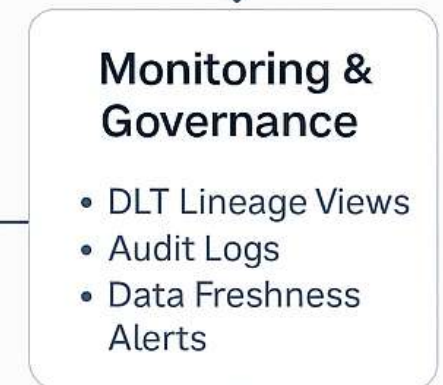 Monitoring &
Governance
• DLT Lineage Views
• Audit Logs
• Data Freshness
Alerts